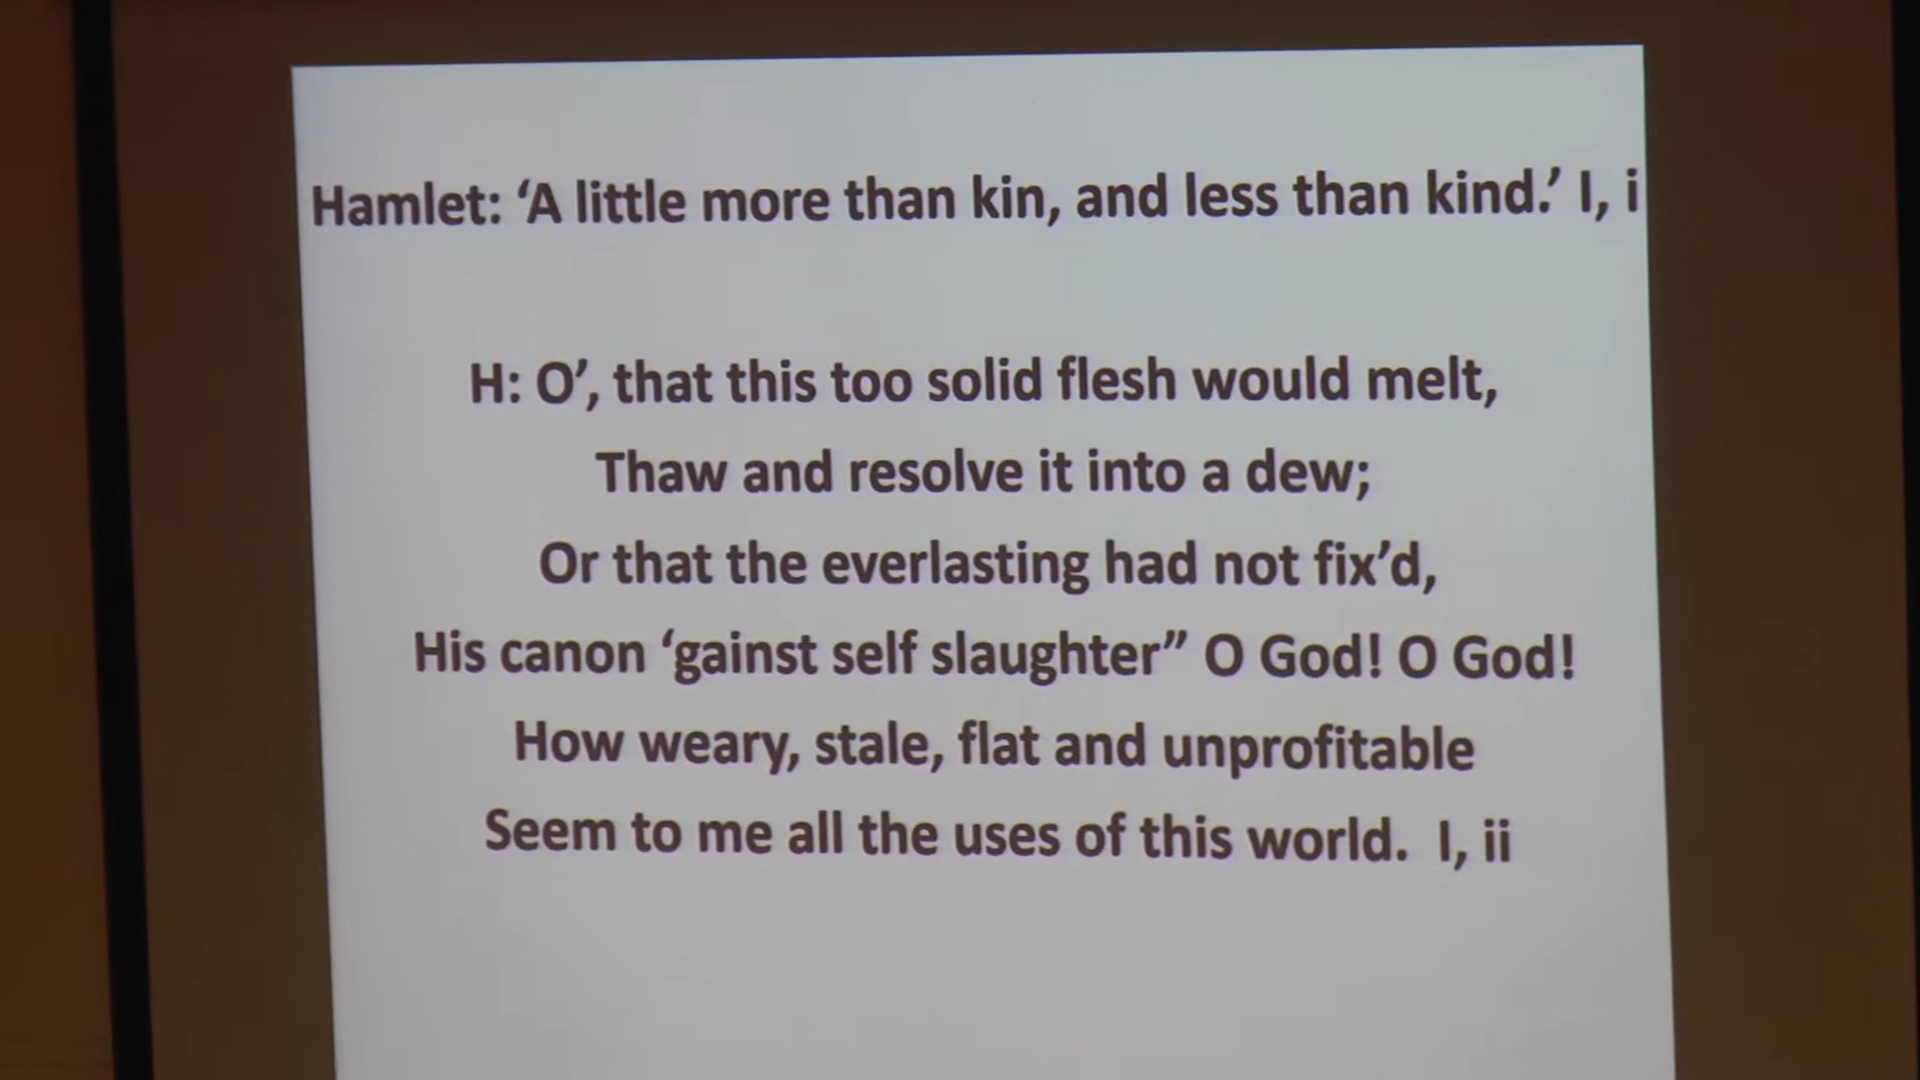 Hamlet: ‘A little more than kin, and less than kind.’ I, i
H: O’, that this too solid flesh would melt,
Thaw and resolve it into a dew;
Or that the everlasting had not fix’d,
His canon ‘gainst self slaughter” O God! O God!
How weary, stale, flat and unprofitable
Seem to me all the uses of this world.  I, ii